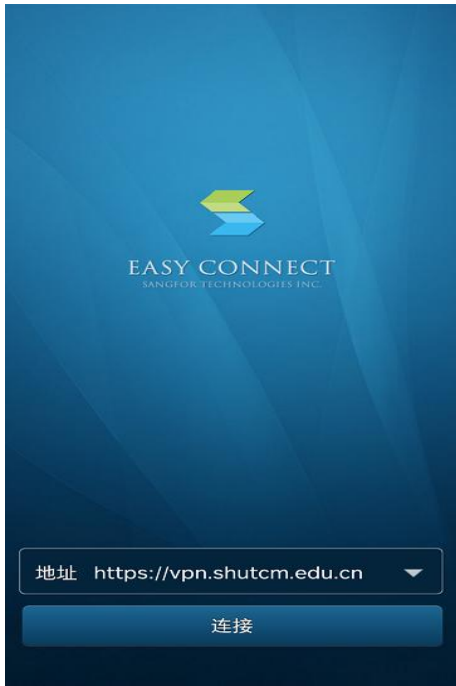 EASY CONNECT
SANGFOR TECHNOLOGIES INC.
地址 https://vpn.shutcm.edu.cn
连接